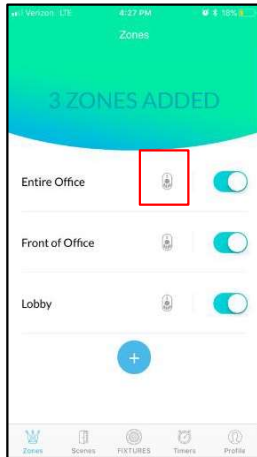 Verizon LTE 4:27 PM 18%
Zones
3 ZONES ADDED
Entire Office
Front of Office
Lobby
+
Zones Scenes FIXTURES Timers Profile